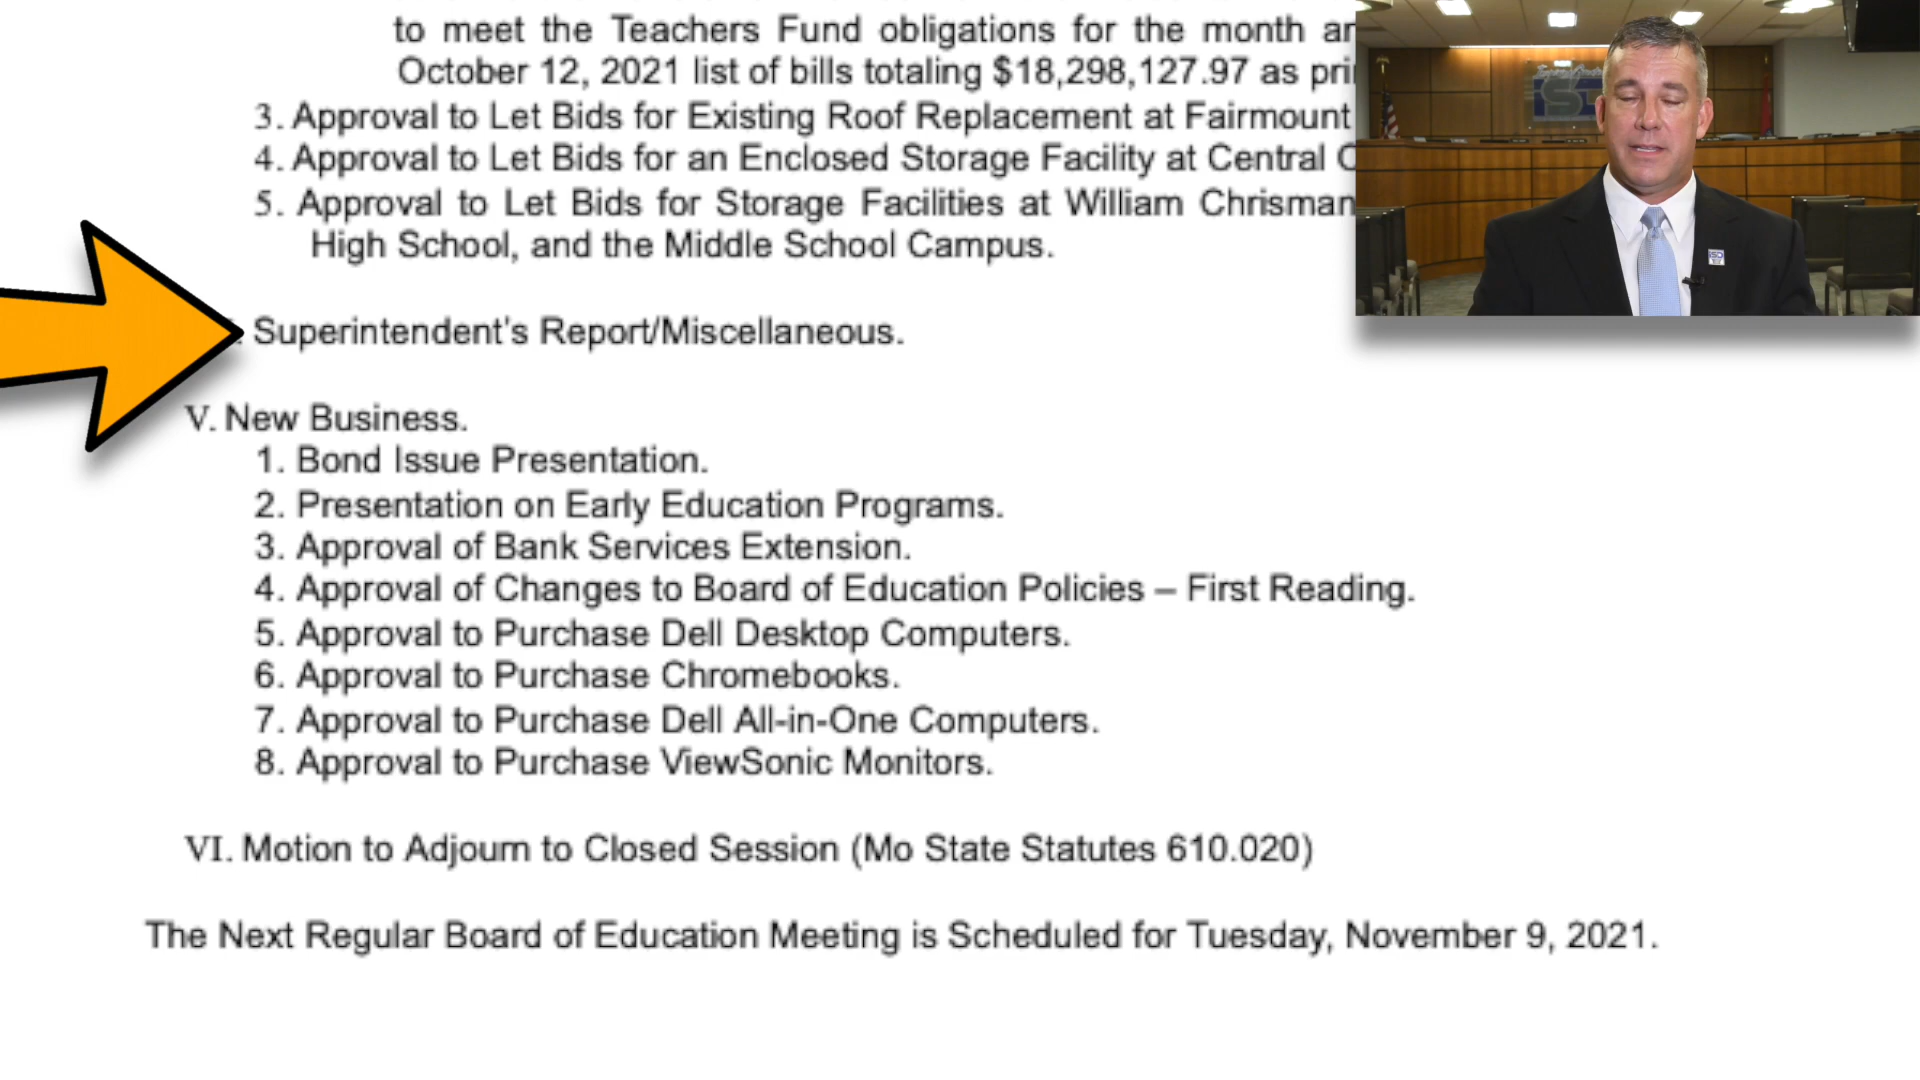 to meet the Teachers Fund obligations for the month
October 12, 2021 list of bills totaling $18,298,127.97 as
3. Approval to Let Bids for Existing Roof Replacement at Fairmount
4. Approval to Let Bids for an Enclosed Storage Facility at Central
5. Approval to Let Bids for Storage Facilities at William Chrisman
High School, and the Middle School Campus.
Superintendent's Report/Miscellaneous.
V. New Business.
1. Bond Issue Presentation.
2. Presentation on Early Education Programs.
3. Approval of Bank Services Extension.
4. Approval of Changes to Board of Education Policies – First Reading.
5. Approval to Purchase Dell Desktop Computers.
6. Approval to Purchase Chromebooks.
7. Approval to Purchase Dell All-in-One Computers.
8. Approval to Purchase ViewSonic Monitors.
VI. Motion to Adjourn to Closed Session (Mo State Statutes 610.020)
The Next Regular Board of Education Meeting is Scheduled for Tuesday, November 9, 2021.
ISD